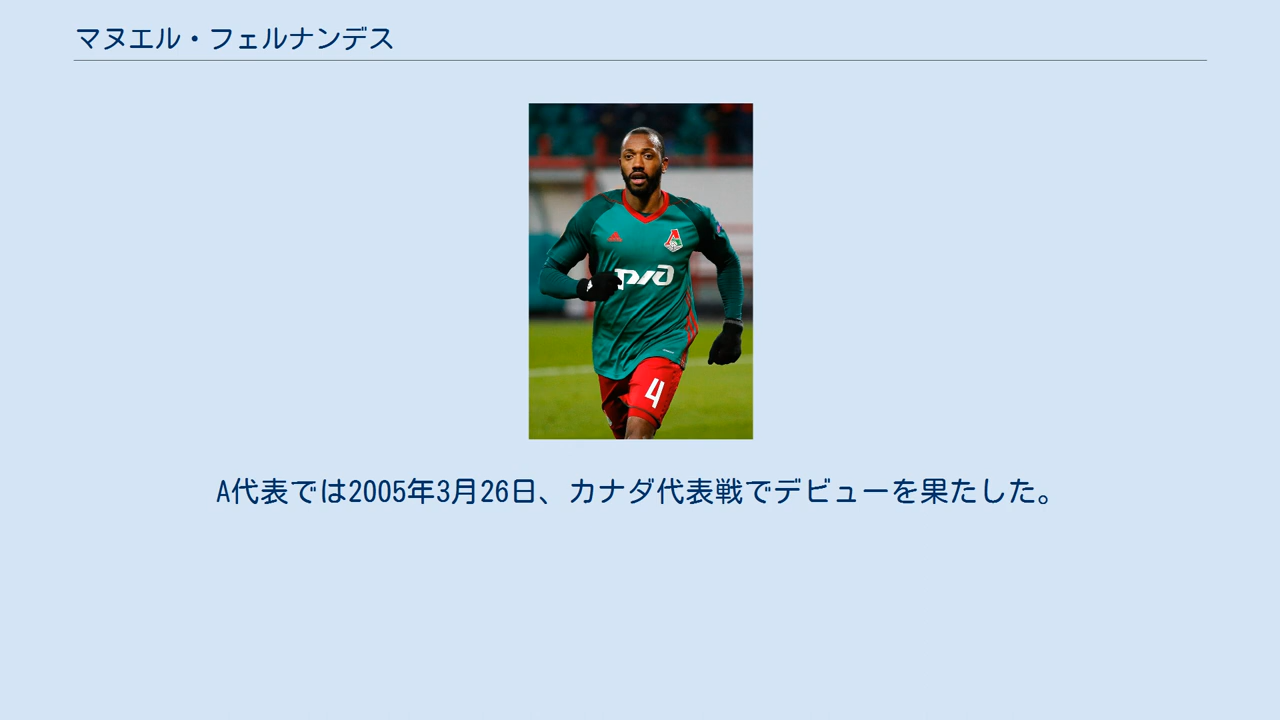 マヌエル・フェルナンデス
ржд
4
A代表では2005年3月26日、カナダ代表戦でデビューを果たした。